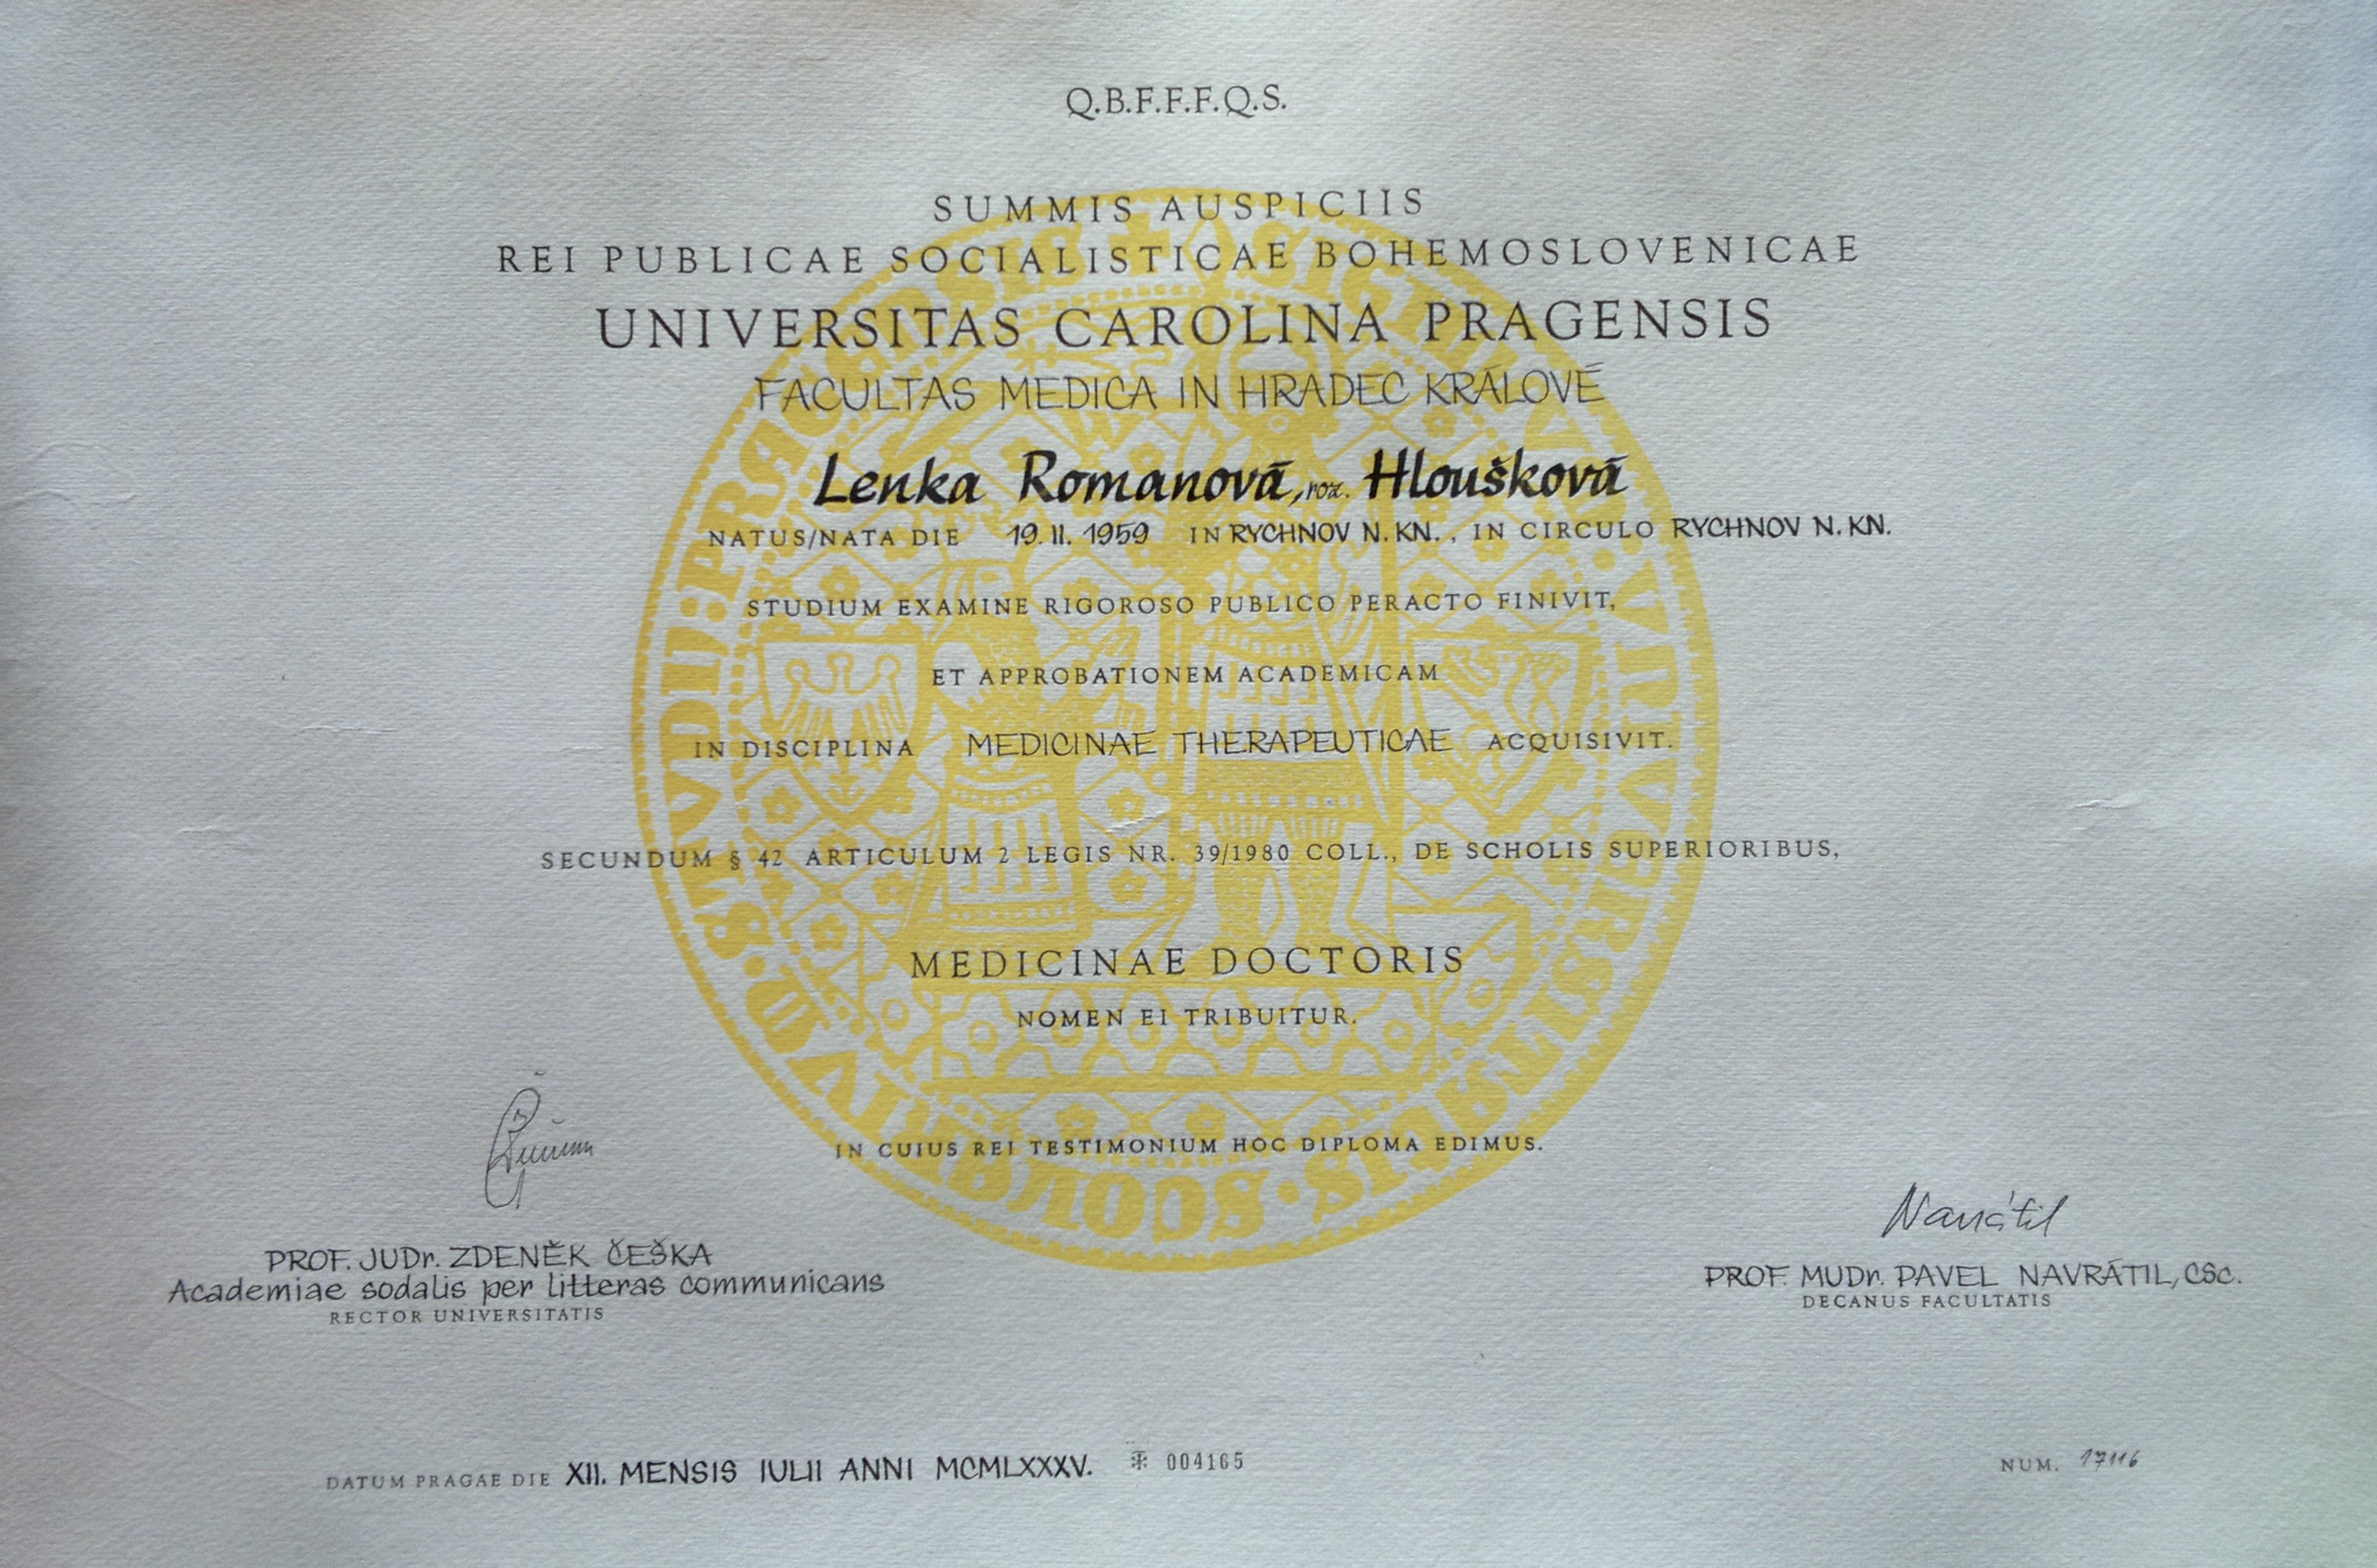 Q.B.F.F.F.Q.S.
SUMMIS AUSPICIIS
REI PUBLICAE SOCIALISTICAE BOHEMOSLOVENICAE
UNIVERSITAS CAROLINA PRAGENSIS
FACULTAS MEDICA IN HRADEC KRÁLOVÉ
Lenka Romanová, roz. Hloušková
NATUS/NATA DIE 19. II. 1959 IN RYCHNOV N. KN., IN CIRCULO RYCHNOV N. KN.
STUDIUM EXAMINE RIGOROSO PUBLICO PERACTO FINIVIT,
ET APPROBATIONEM ACADEMICAM
IN DISCIPLINA MEDICINAE THERAPEUTICAE ACQUISIVIT.
SECUNDUM § 42 ARTICULUM 2 LEGIS NR. 39/1980 COLL., DE SCHOLIS SUPERIORIBUS,
MEDICINAE DOCTORIS
NOMEN EI TRIBUITUR.
IN CUIUS REI TESTIMONIUM HOC DIPLOMA EDIMUS.
Navrátil
PROF. JUDr. ZDENĚK ČEŠKA
Academiae sodalis per litteras communicans
RECTOR UNIVERSITATIS
PROF. MUDr. PAVEL NAVRÁTIL, CSc.
DECANUS FACULTATIS
DATUM PRAGAE DIE XII. MENSIS IULII ANNI MCMLXXXV. 004165
NUM. 17116